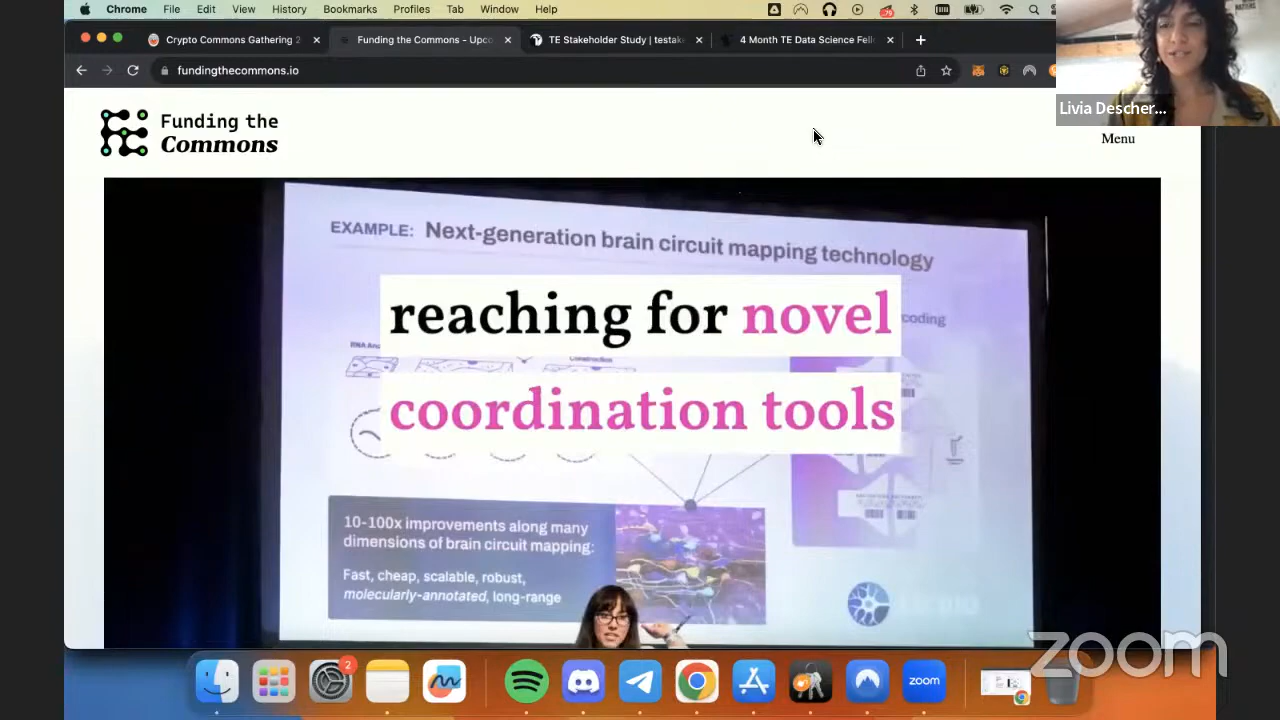 Chrome File Edit View History Bookmarks Profiles Tab Window Help
Crypto Commons Gathering 2
Funding the Commons - Upco
TE Stakeholder Study | testak
4 Month TE Data Science Fell
fundingthecommons.io
Livia Descher...
Funding the
Commons
Menu
EXAMPLE: Next-generation brain circuit mapping technology
reaching for novel
coding
coordination tools
10-100x improvements along many
dimensions of brain circuit mapping:
Fast, cheap, scalable, robust,
molecularly-annotated, long-range
2
zoom
zoom